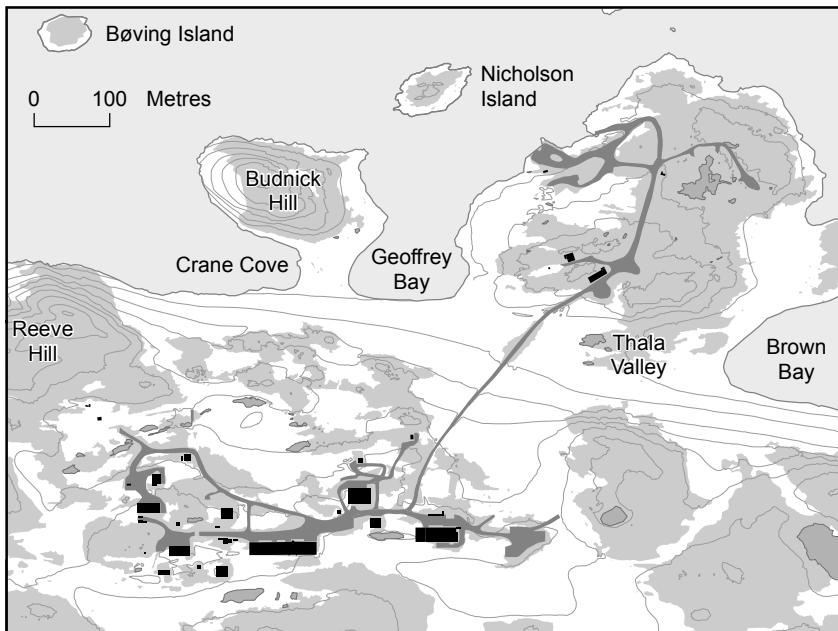 Bøving Island
0 100 Metres
Nicholson
Island
Budnick
Hill
Crane Cove
Geoffrey
Bay
Reeve
Hill
Thala
Valley
Brown
Bay